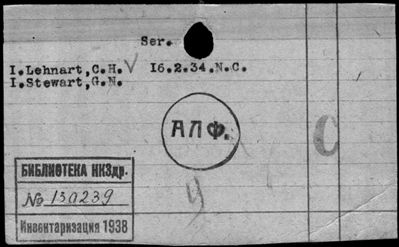 Ser.
I.Lehnart,C.H. V 16.2.34.N.C.
I.Stewart,G.N.
АЛФ.
С
У
БИБЛИОТЕКА НКЗдр.
№ 130239
Инвентаризация 1938